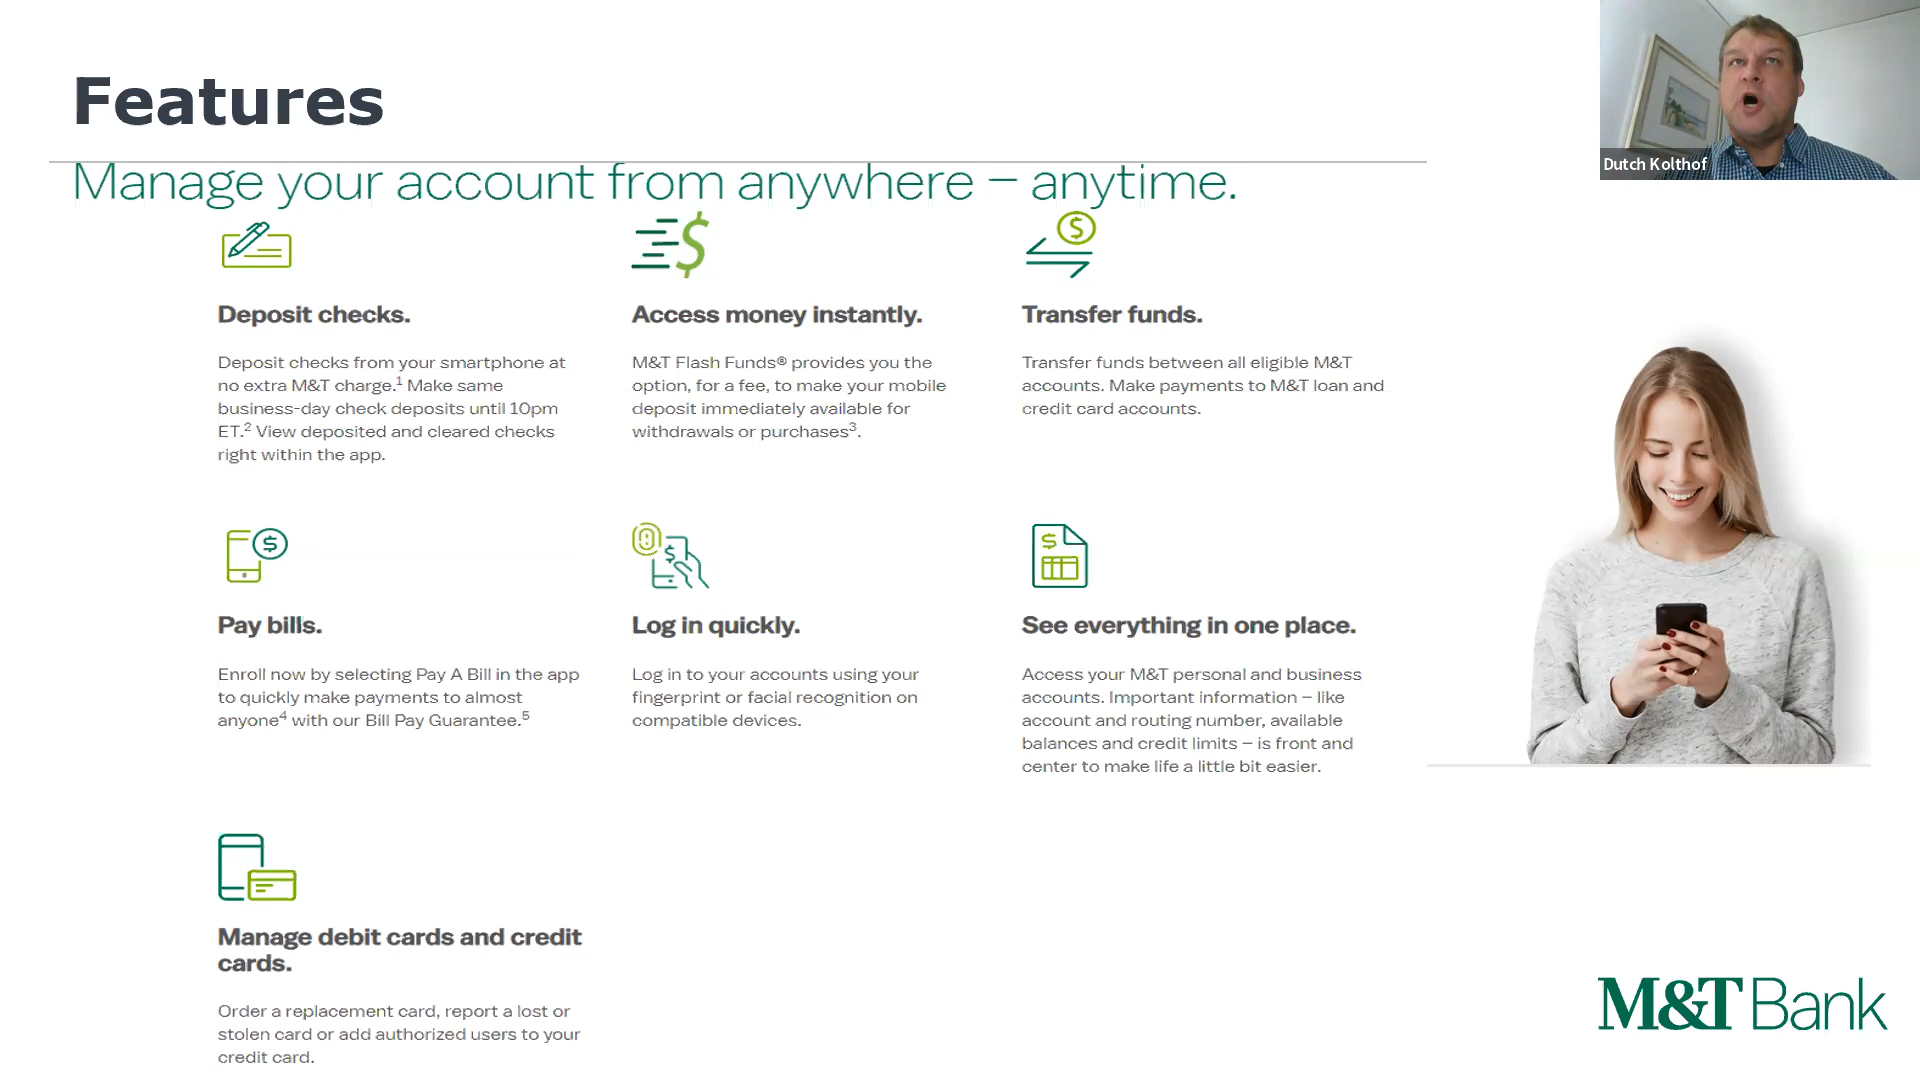 Features
Dutch Kolthof
Manage your account from anywhere – anytime.
Deposit checks.
Deposit checks from your smartphone at
no extra M&T charge.1 Make same
business-day check deposits until 10pm
ET.2 View deposited and cleared checks
right within the app.
Access money instantly.
M&T Flash Funds® provides you the
option, for a fee, to make your mobile
deposit immediately available for
withdrawals or purchases3.
Transfer funds.
Transfer funds between all eligible M&T
accounts. Make payments to M&T loan and
credit card accounts.
Pay bills.
Enroll now by selecting Pay A Bill in the app
to quickly make payments to almost
anyone4 with our Bill Pay Guarantee.5
Log in quickly.
Log in to your accounts using your
fingerprint or facial recognition on
compatible devices.
See everything in one place.
Access your M&T personal and business
accounts. Important information – like
account and routing number, available
balances and credit limits – is front and
center to make life a little bit easier.
Manage debit cards and credit
cards.
Order a replacement card, report a lost or
stolen card or add authorized users to your
credit card.
M&T Bank